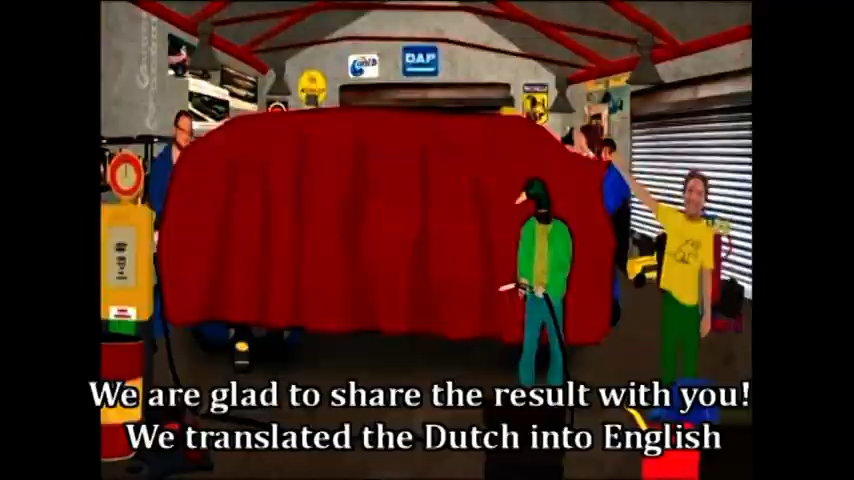 DAF
We are glad to share the result with you!
We translated the Dutch into English